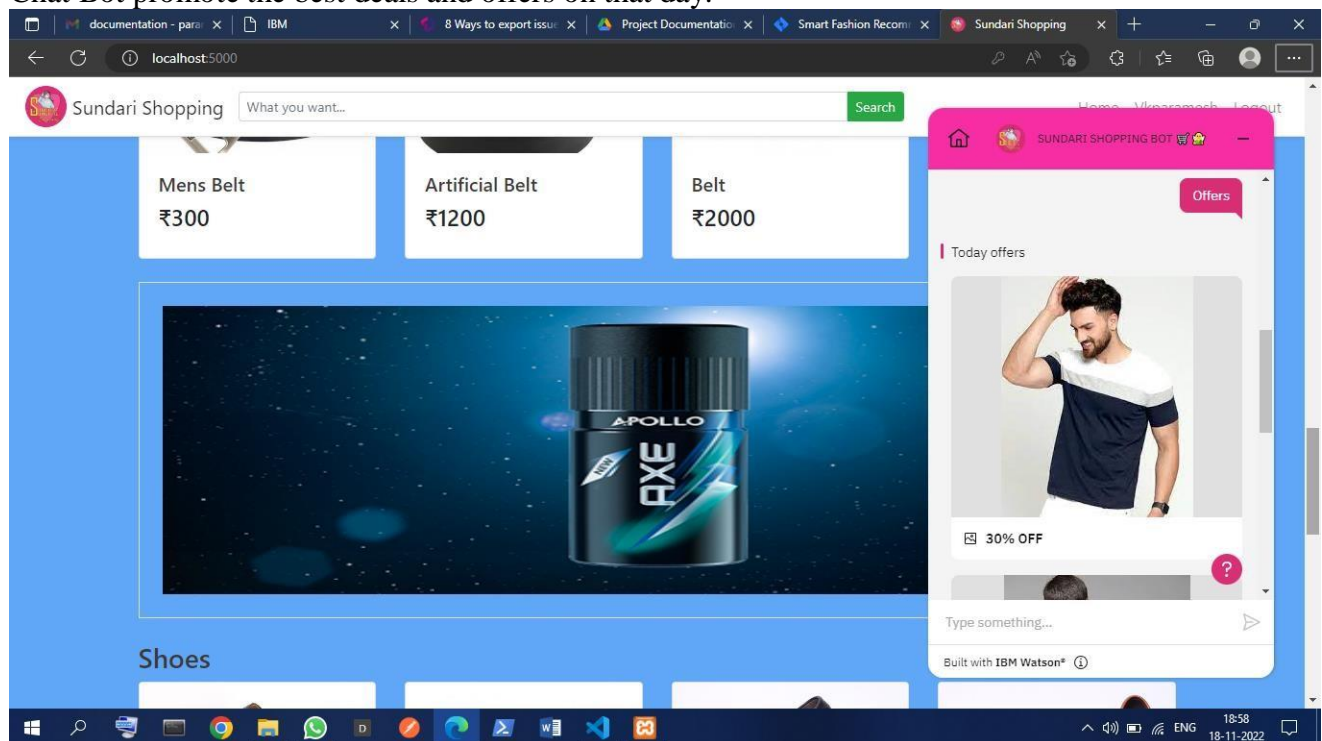 Chat Bot promote the best deals and offers on that day.
documentation - para
IBM
8 Ways to export issue
Project Documentatio
Smart Fashion Recom
Sundari Shopping
localhost:5000
Sundari Shopping
What you want...
Search
Home Vkparamesh Logout
SUNDARI SHOPPING BOT
Mens Belt
₹300
Artificial Belt
₹1200
Belt
₹2000
Offers
Today offers
APOLLO
NEW
AXE
30% OFF
?
Type something...
Built with IBM Watson®
Shoes
ENG
18:58
18-11-2022